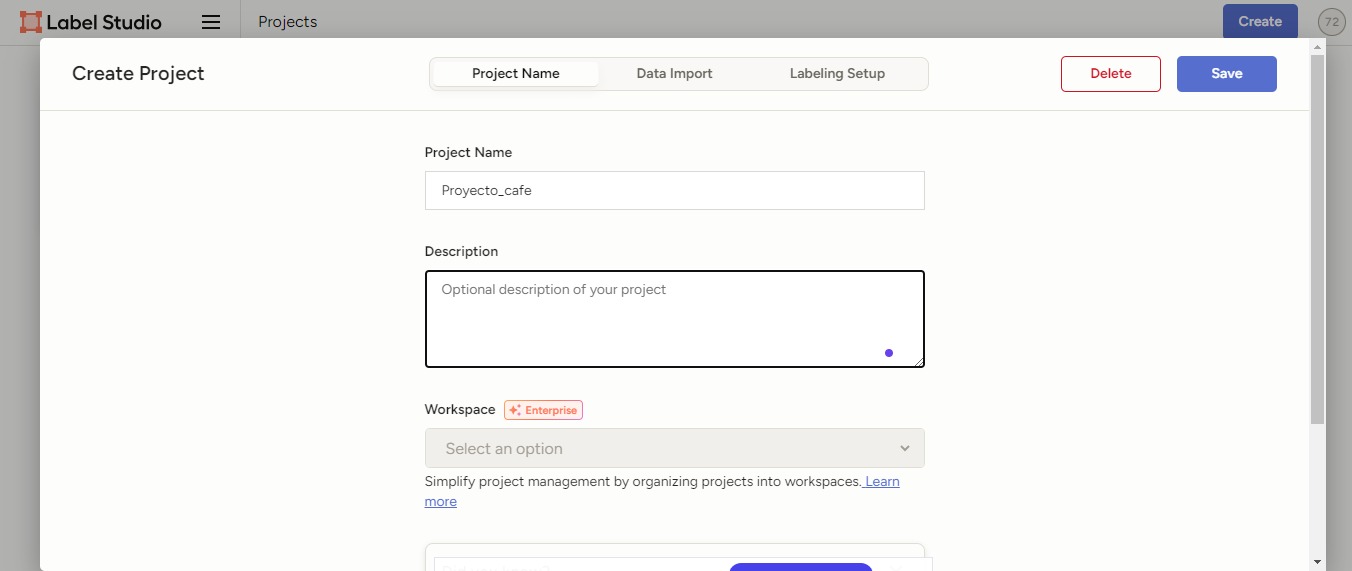 Label Studio
Projects
Create
72
Create Project
Project Name
Data Import
Labeling Setup
Delete
Save
Project Name
Proyecto_cafe
Description
Optional description of your project
Workspace
Enterprise
Select an option
Simplify project management by organizing projects into workspaces. Learn
more